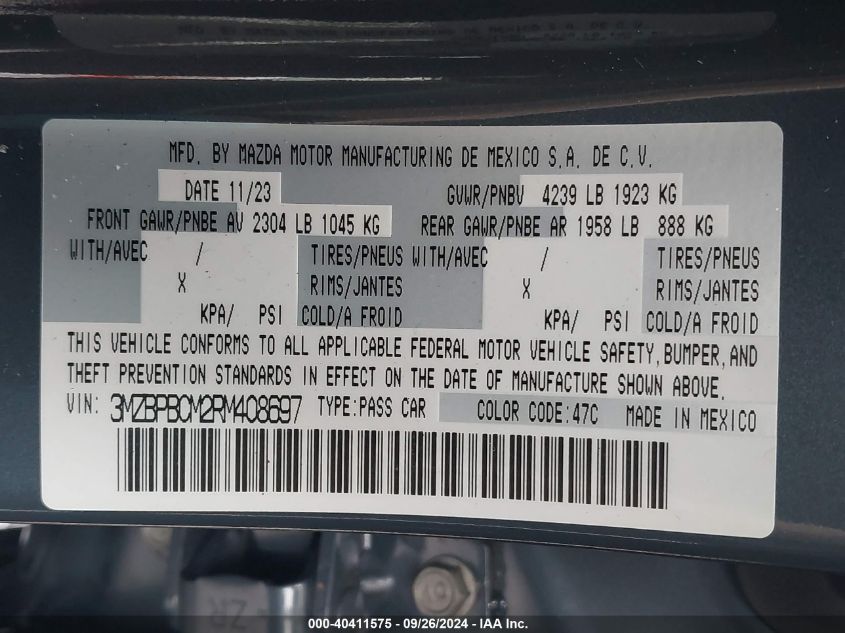 MFD. BY MAZDA MOTOR MANUFACTURING DE MEXICO S.A. DE C.V.
DATE 11/23 GVWR/PNBV 4239 LB 1923 KG
FRONT GAWR/PNBE AV 2304 LB 1045 KG REAR GAWR/PNBE AR 1958 LB 888 KG
WITH/AVEC / TIRES/PNEUS WITH/AVEC / TIRES/PNEUS
X RIMS/JANTES X RIMS/JANTES
KPA/ PSI COLD/A FROID KPA/ PSI COLD/A FROID
THIS VEHICLE CONFORMS TO ALL APPLICABLE FEDERAL MOTOR VEHICLE SAFETY, BUMPER, AND
THEFT PREVENTION STANDARDS IN EFFECT ON THE DATE OF MANUFACTURE SHOWN ABOVE.
VIN: 3MZBPBCM2RM408697 TYPE:PASS CAR COLOR CODE:47C MADE IN MEXICO
ZR
000-40411575 - 09/26/2024 - IAA Inc.